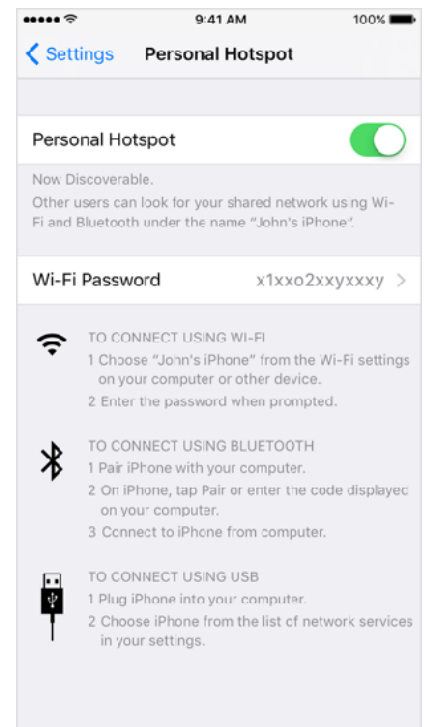 9:41 AM 100%
Settings Personal Hotspot
Personal Hotspot
Now Discoverable.
Other users can look for your shared network using Wi-
Fi and Bluetooth under the name “John's iPhone”.
Wi-Fi Password x1xxo2xxyxxxy
TO CONNECT USING WI-FI
1 Choose “John's iPhone” from the Wi-Fi settings
on your computer or other device.
2 Enter the password when prompted.
TO CONNECT USING BLUETOOTH
1 Pair iPhone with your computer.
2 On iPhone, tap Pair or enter the code displayed
on your computer.
3 Connect to iPhone from computer.
TO CONNECT USING USB
1 Plug iPhone into your computer.
2 Choose iPhone from the list of network services
in your settings.